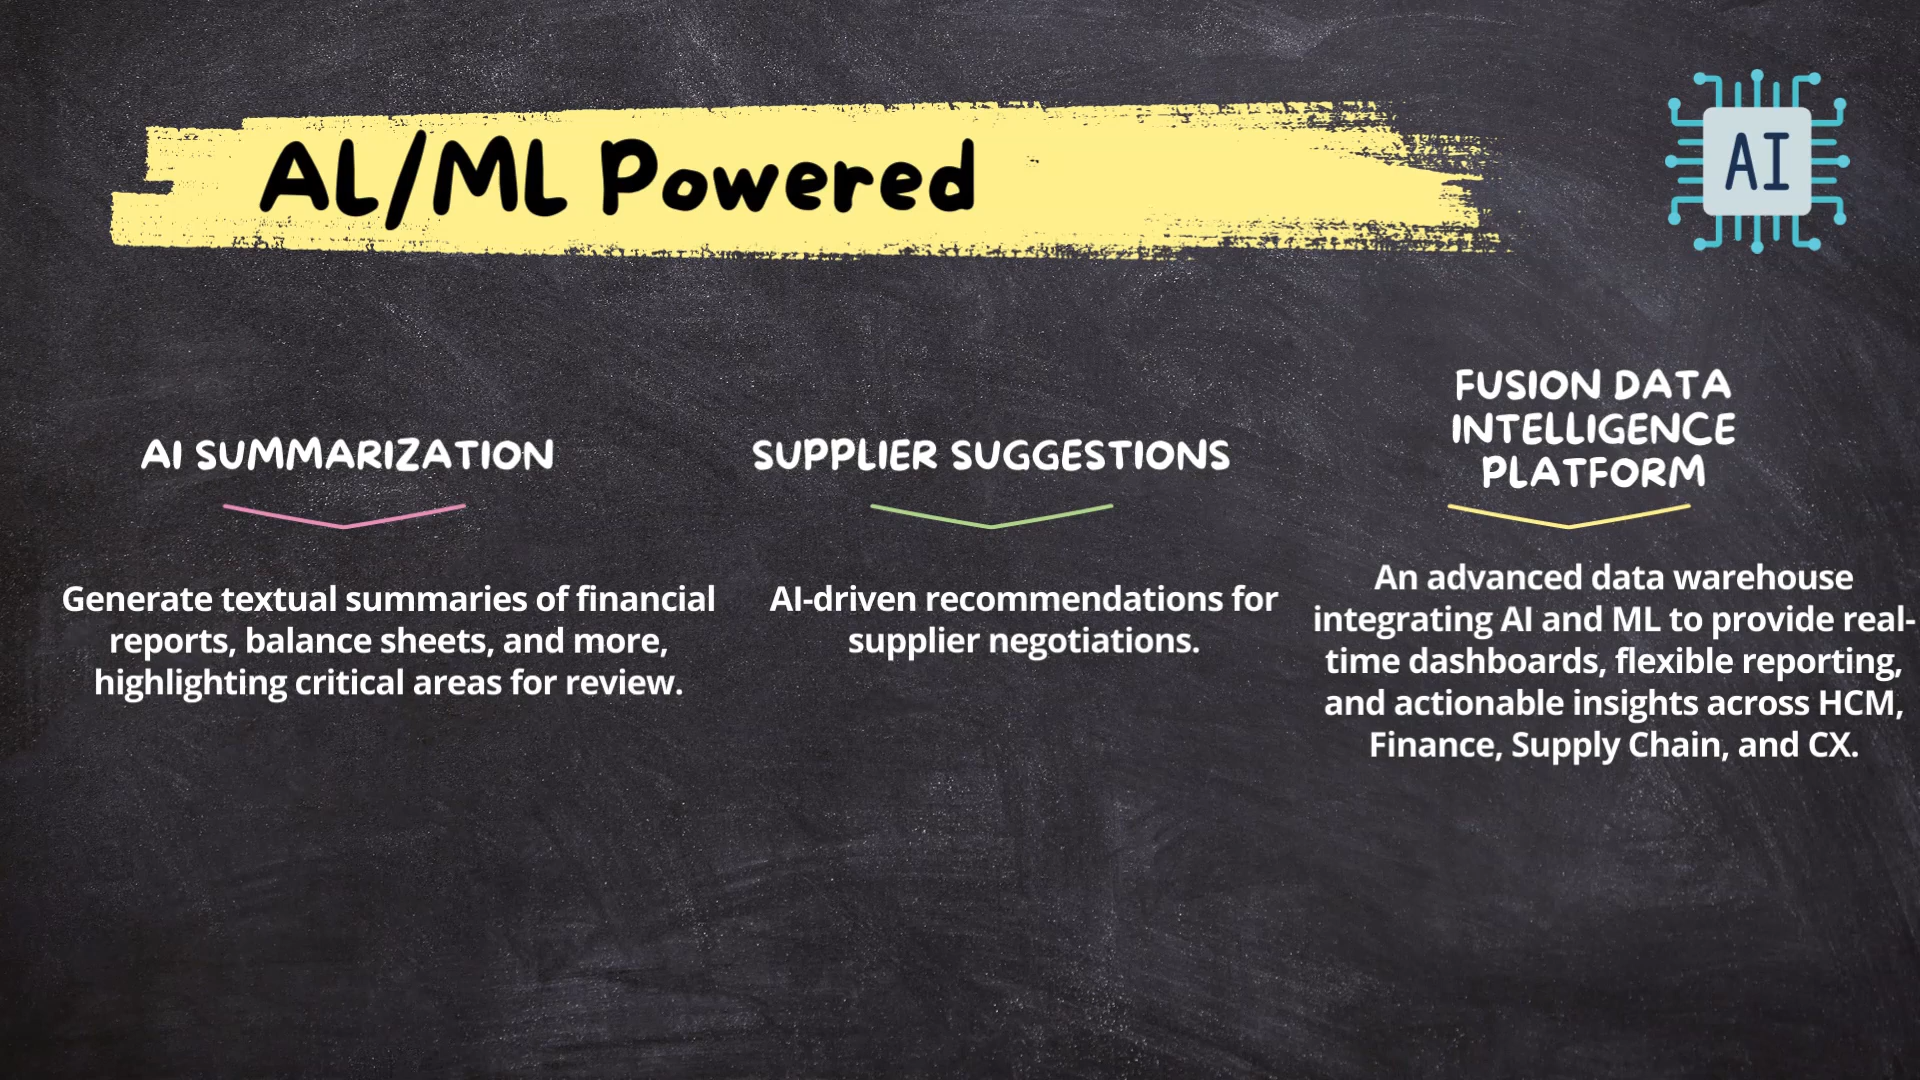 AL/ML Powered
AI
AI SUMMARIZATION
Generate textual summaries of financial
reports, balance sheets, and more,
highlighting critical areas for review.
SUPPLIER SUGGESTIONS
AI-driven recommendations for
supplier negotiations.
FUSION DATA
INTELLIGENCE
PLATFORM
An advanced data warehouse
integrating AI and ML to provide real-
time dashboards, flexible reporting,
and actionable insights across HCM,
Finance, Supply Chain, and CX.